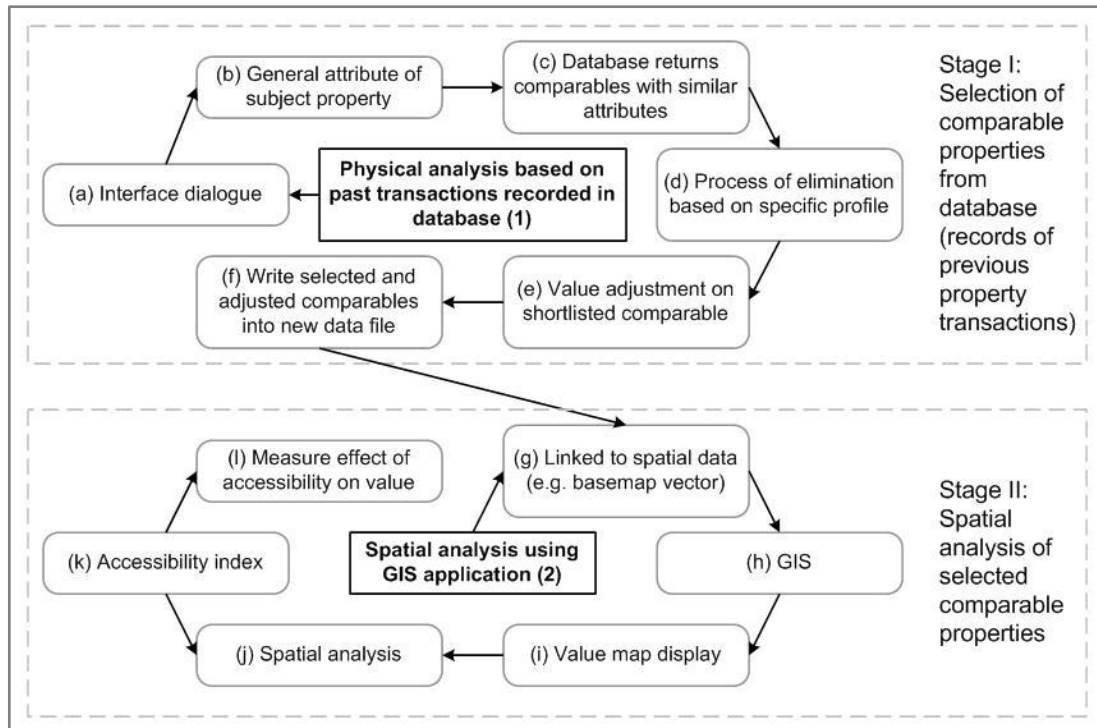 (b) General attribute of
subject property
(c) Database returns
comparables with similar
attributes
(a) Interface dialogue
Physical analysis based on
past transactions recorded in
database (1)
(d) Process of elimination
based on specific profile
(f) Write selected and
adjusted comparables
into new data file
(e) Value adjustment on
shortlisted comparable
Stage I:
Selection of
comparable
properties
from
database
(records of
previous
property
transactions)
(l) Measure effect of
accessibility on value
(g) Linked to spatial data
(e.g. basemap vector)
(k) Accessibility index
Spatial analysis using
GIS application (2)
(h) GIS
(j) Spatial analysis
(i) Value map display
Stage II:
Spatial
analysis of
selected
comparable
properties